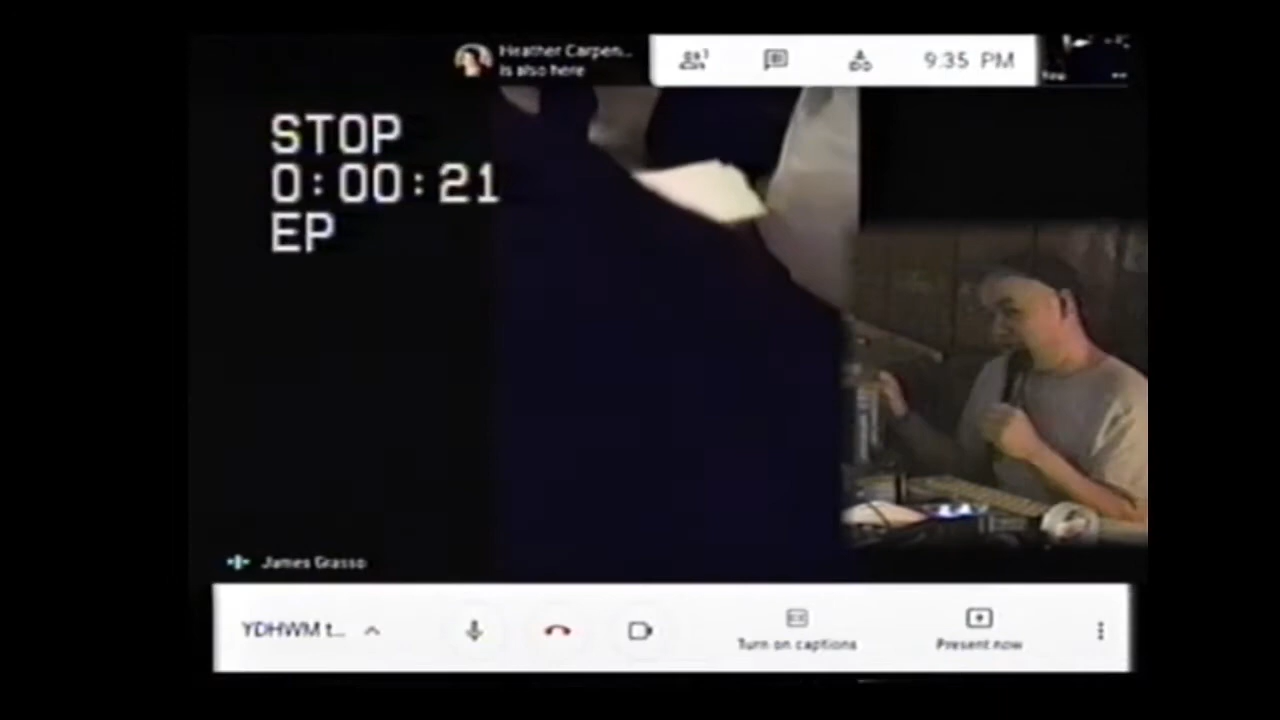 Heather Carpen...
is also here
9:35 PM
You
STOP
0:00:21
EP
James Grasso
YDHWM t...
Turn on captions
Present now